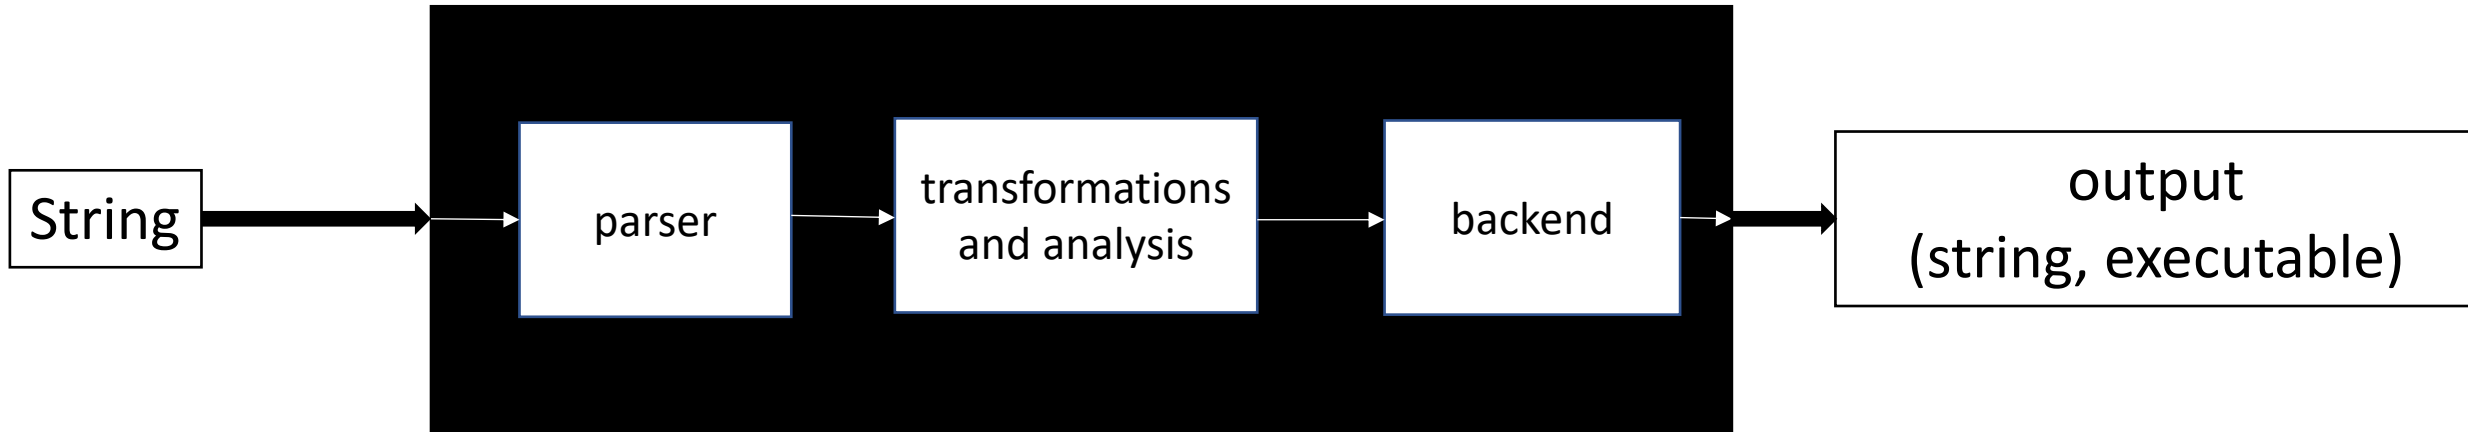 String
parser
transformations
and analysis
backend
output
(string, executable)